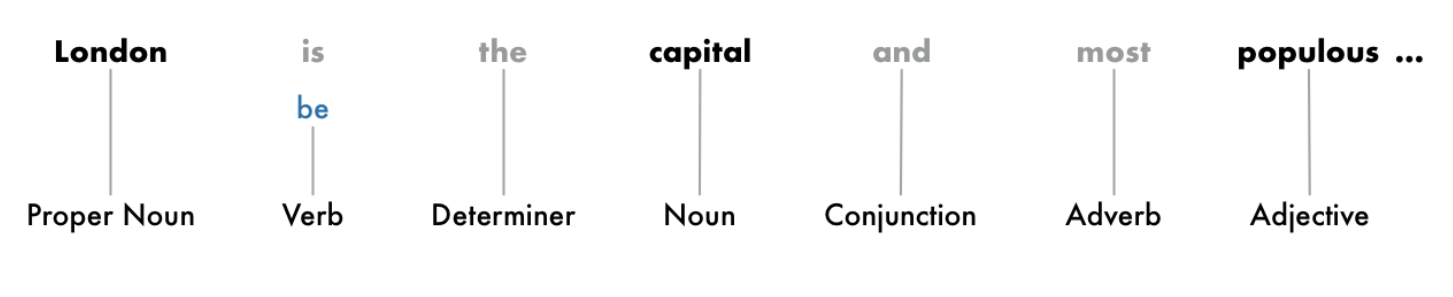 London is the capital and most populous ...
be
Proper Noun Verb Determiner Noun Conjunction Adverb Adjective